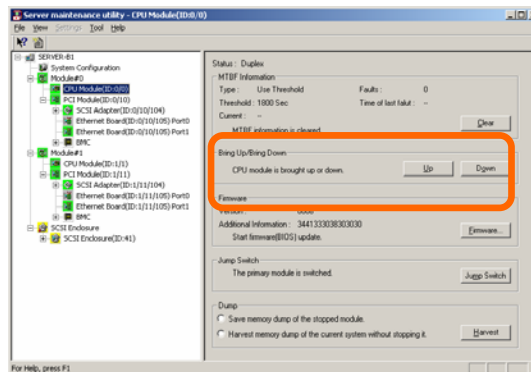 Server maintenance utility - CPU Module(ID:0/0)
File View Settings Tool Help
SERVER-B1
System Configuration
Module#0
CPU Module(ID:0/0)
PCI Module(ID:0/10)
SCSI Adapter(ID:0/10/104)
Ethernet Board(ID:0/10/105) Port0
Ethernet Board(ID:0/10/105) Port1
BMC
Module#1
CPU Module(ID:1/1)
PCI Module(ID:1/11)
SCSI Adapter(ID:1/11/104)
Ethernet Board(ID:1/11/105) Port0
Ethernet Board(ID:1/11/105) Port1
BMC
SCSI Enclosure
SCSI Enclosure(ID:41)
Status : Duplex
MTBF Information
Type : Use Threshold Faults : 0
Threshold : 1800 Sec Time of last falut : –
Current : –
MTBF information is cleared.
Clear
Bring Up/Bring Down
CPU module is brought up or down.
Up
Down
Firmware
Version :
Additional Information : 3441333038303030
Start firmware(BIOS) update.
Firmware...
Jump Switch
The primary module is switched.
Jump Switch
Dump
Save memory dump of the stopped module.
Harvest memory dump of the current system without stopping it.
Harvest
For Help, press F1